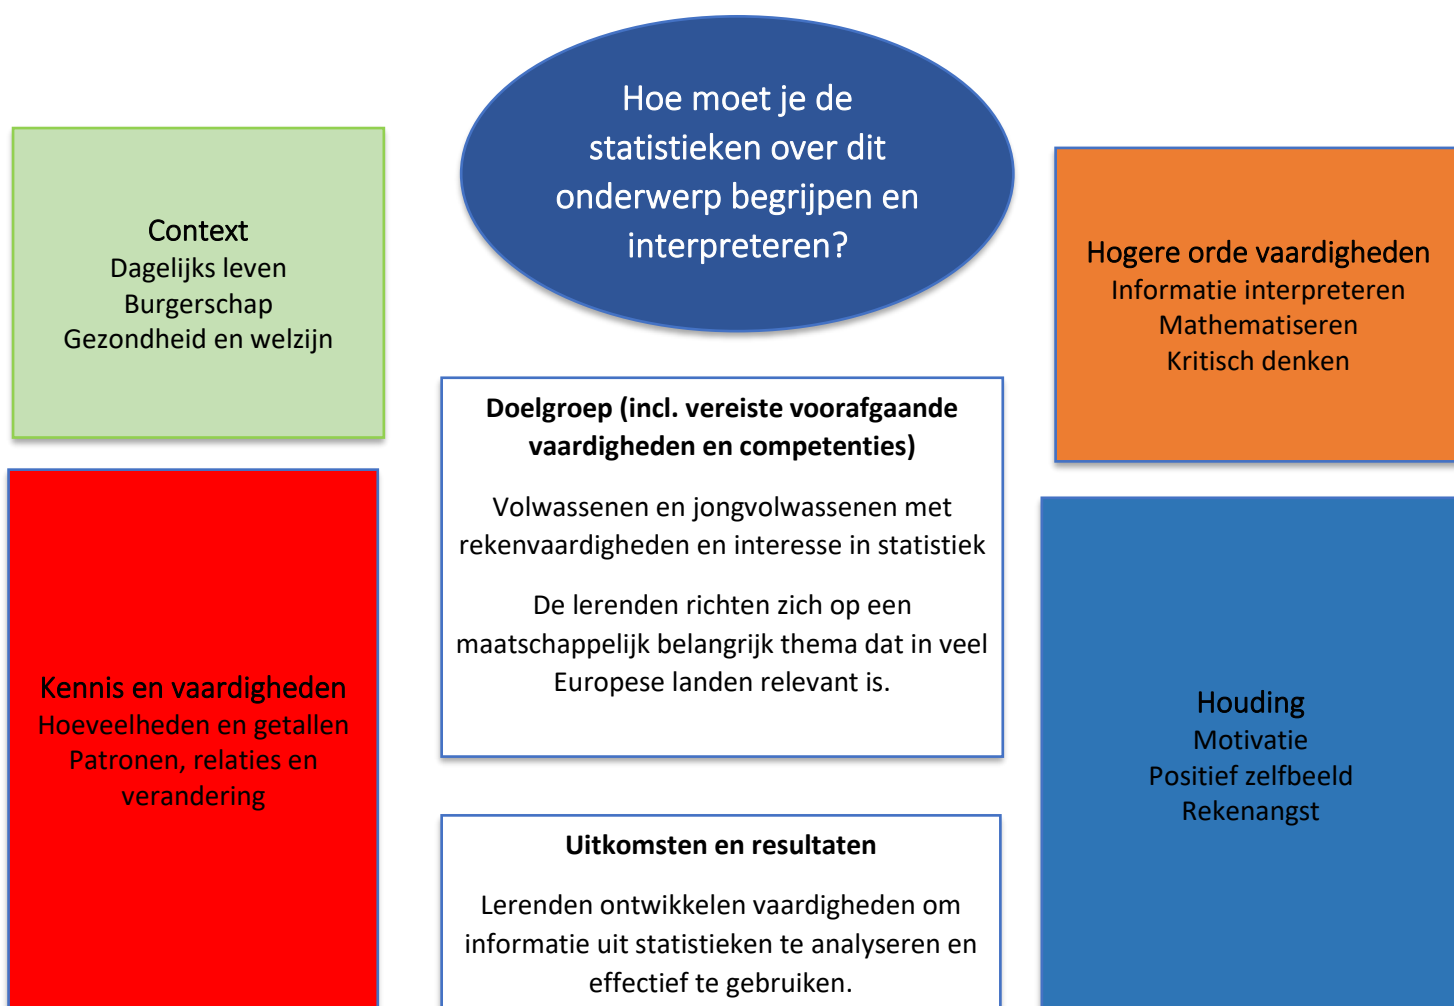 Hoe moet je de
statistieken over dit
onderwerp begrijpen en
interpreteren?
Context
Dagelijks leven
Burgerschap
Gezondheid en welzijn
Hogere orde vaardigheden
Informatie interpreteren
Mathematiseren
Kritisch denken
Doelgroep (incl. vereiste voorafgaande
vaardigheden en competenties)
Volwassenen en jongvolwassenen met
rekenvaardigheden en interesse in statistiek
De lerenden richten zich op een
maatschappelijk belangrijk thema dat in veel
Europese landen relevant is.
Kennis en vaardigheden
Hoeveelheden en getallen
Patronen, relaties en
verandering
Houding
Motivatie
Positief zelfbeeld
Rekenangst
Uitkomsten en resultaten
Lerenden ontwikkelen vaardigheden om
informatie uit statistieken te analyseren en
effectief te gebruiken.